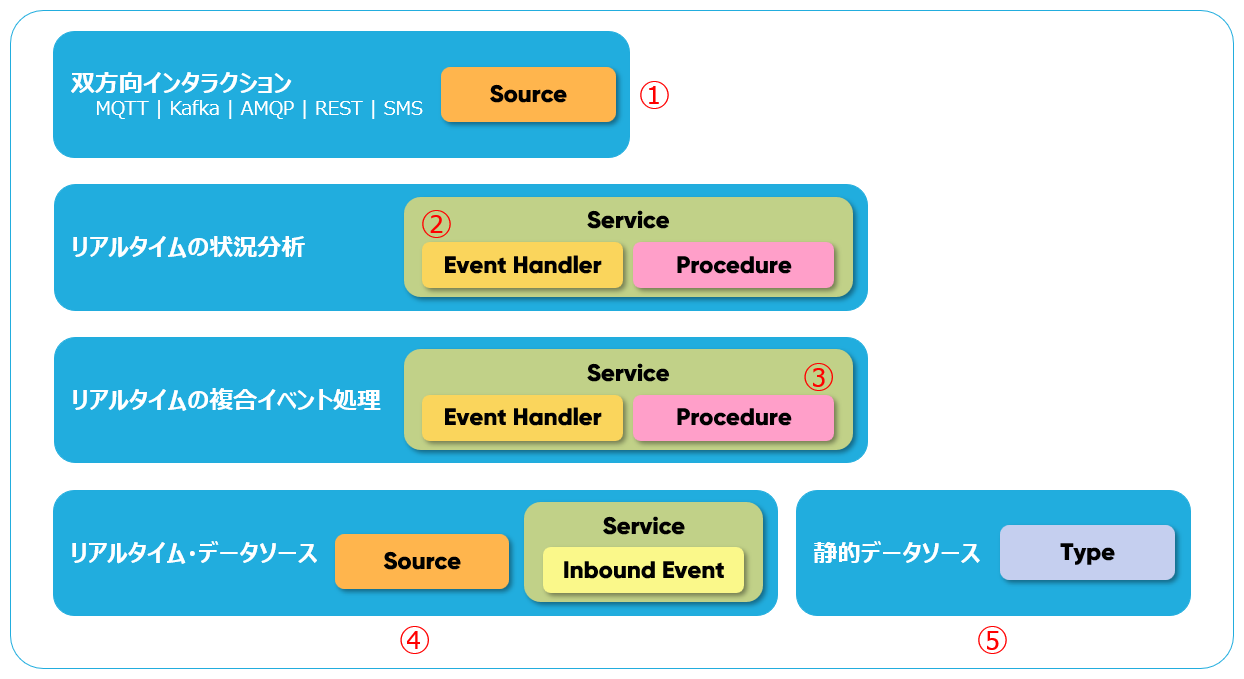 双方向インタラクション
MQTT | Kafka | AMQP | REST | SMS
Source
①
リアルタイムの状況分析
②
Service
Event Handler
Procedure
リアルタイムの複合イベント処理
Service
③
Event Handler
Procedure
リアルタイム・データソース
Source
Service
Inbound Event
④
静的データソース
Type
⑤